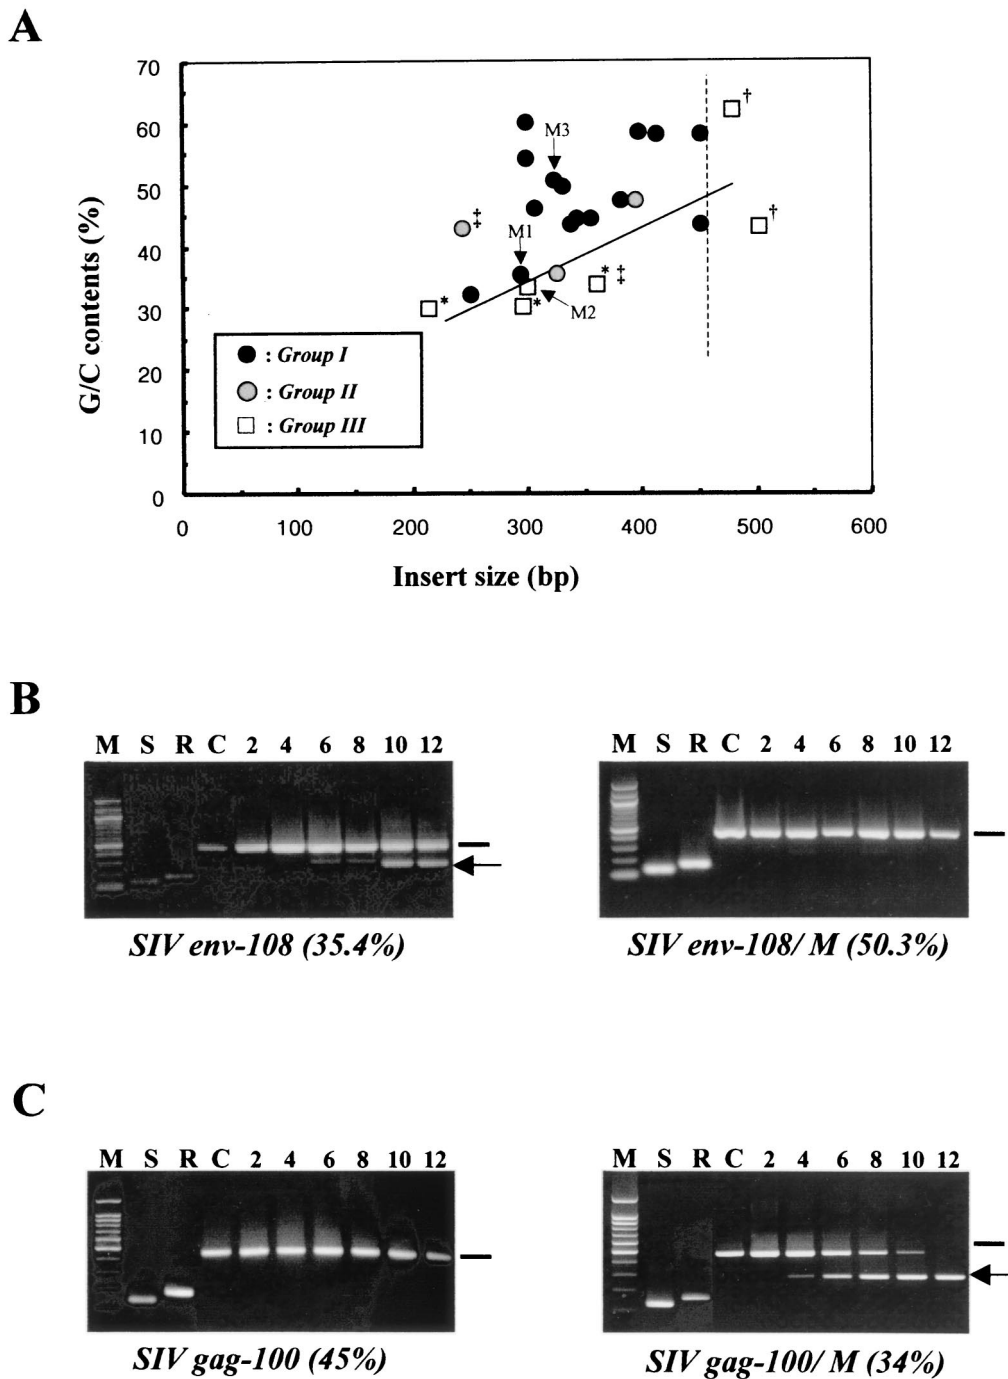 A
G/C contents (%)
70
60
50
40
30
20
10
0
0 100 200 300 400 500 600
Insert size (bp)
†
M3
†
‡
M1
* ‡
*
*
M2
: Group I
: Group II
: Group III
B
M S R C 2 4 6 8 10 12
SIV env-108 (35.4%)
M S R C 2 4 6 8 10 12
SIV env-108/ M (50.3%)
C
M S R C 2 4 6 8 10 12
SIV gag-100 (45%)
M S R C 2 4 6 8 10 12
SIV gag-100/ M (34%)